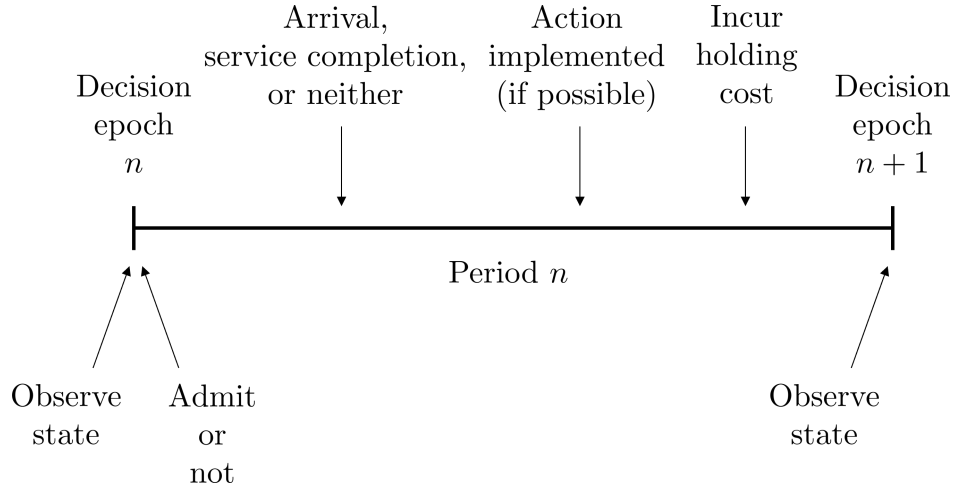 Arrival,
service completion,
or neither
Action
implemented
(if possible)
Incur
holding
cost
Decision
epoch
n
Decision
epoch
n + 1
Period n
Observe
state
Admit
or
not
Observe
state